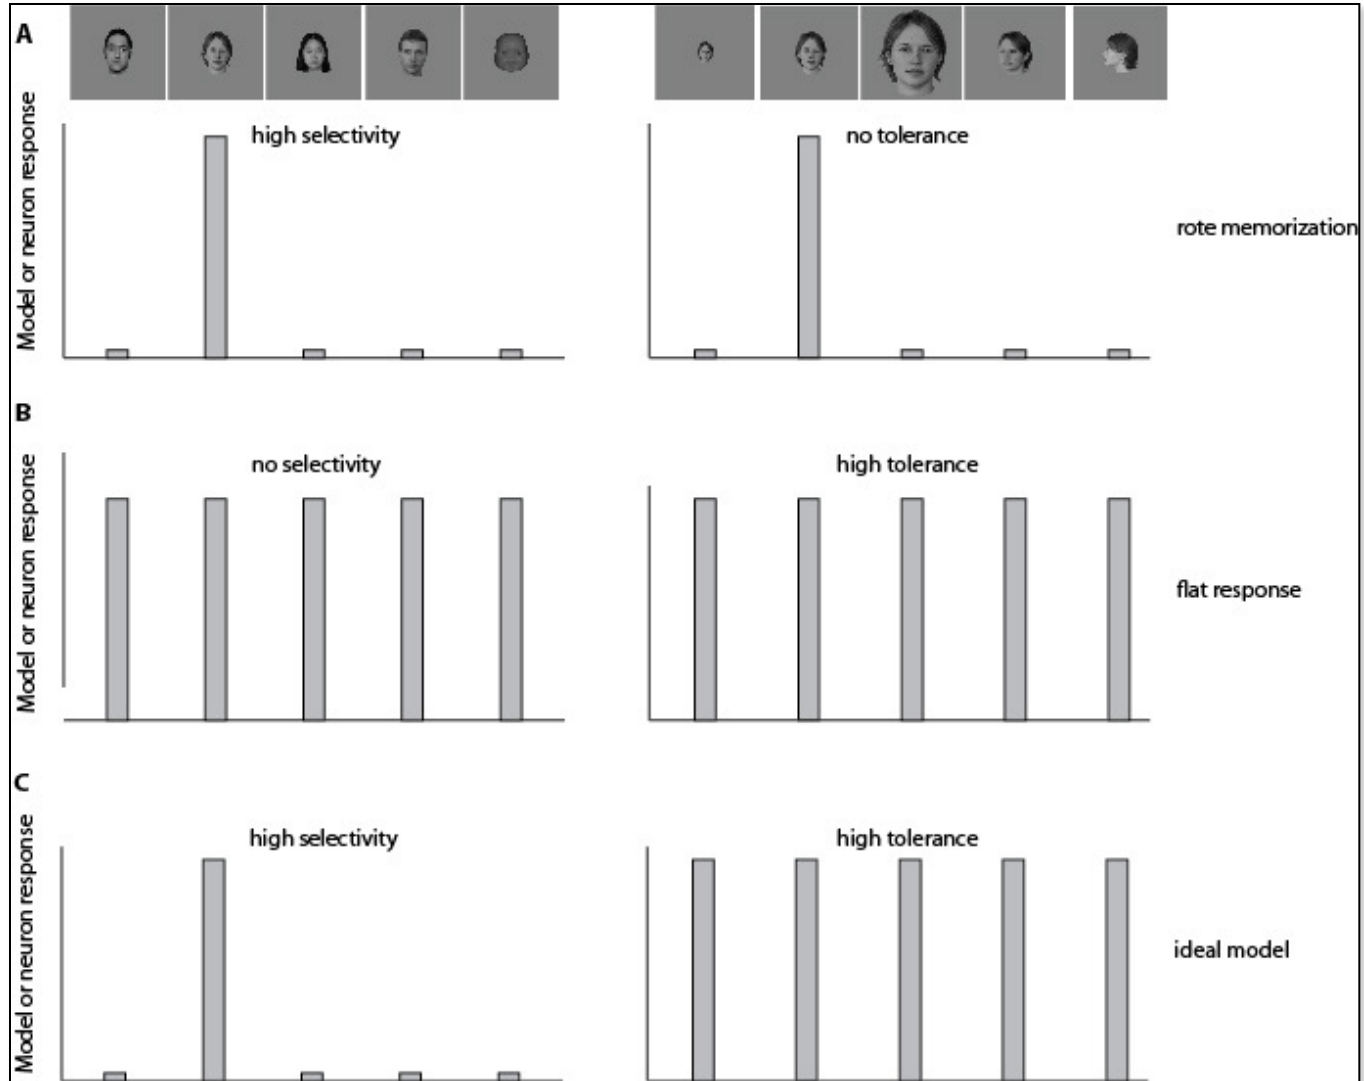 A
Model or neuron response
high selectivity
no tolerance
rote memorization
B
Model or neuron response
no selectivity
high tolerance
flat response
C
Model or neuron response
high selectivity
high tolerance
ideal model